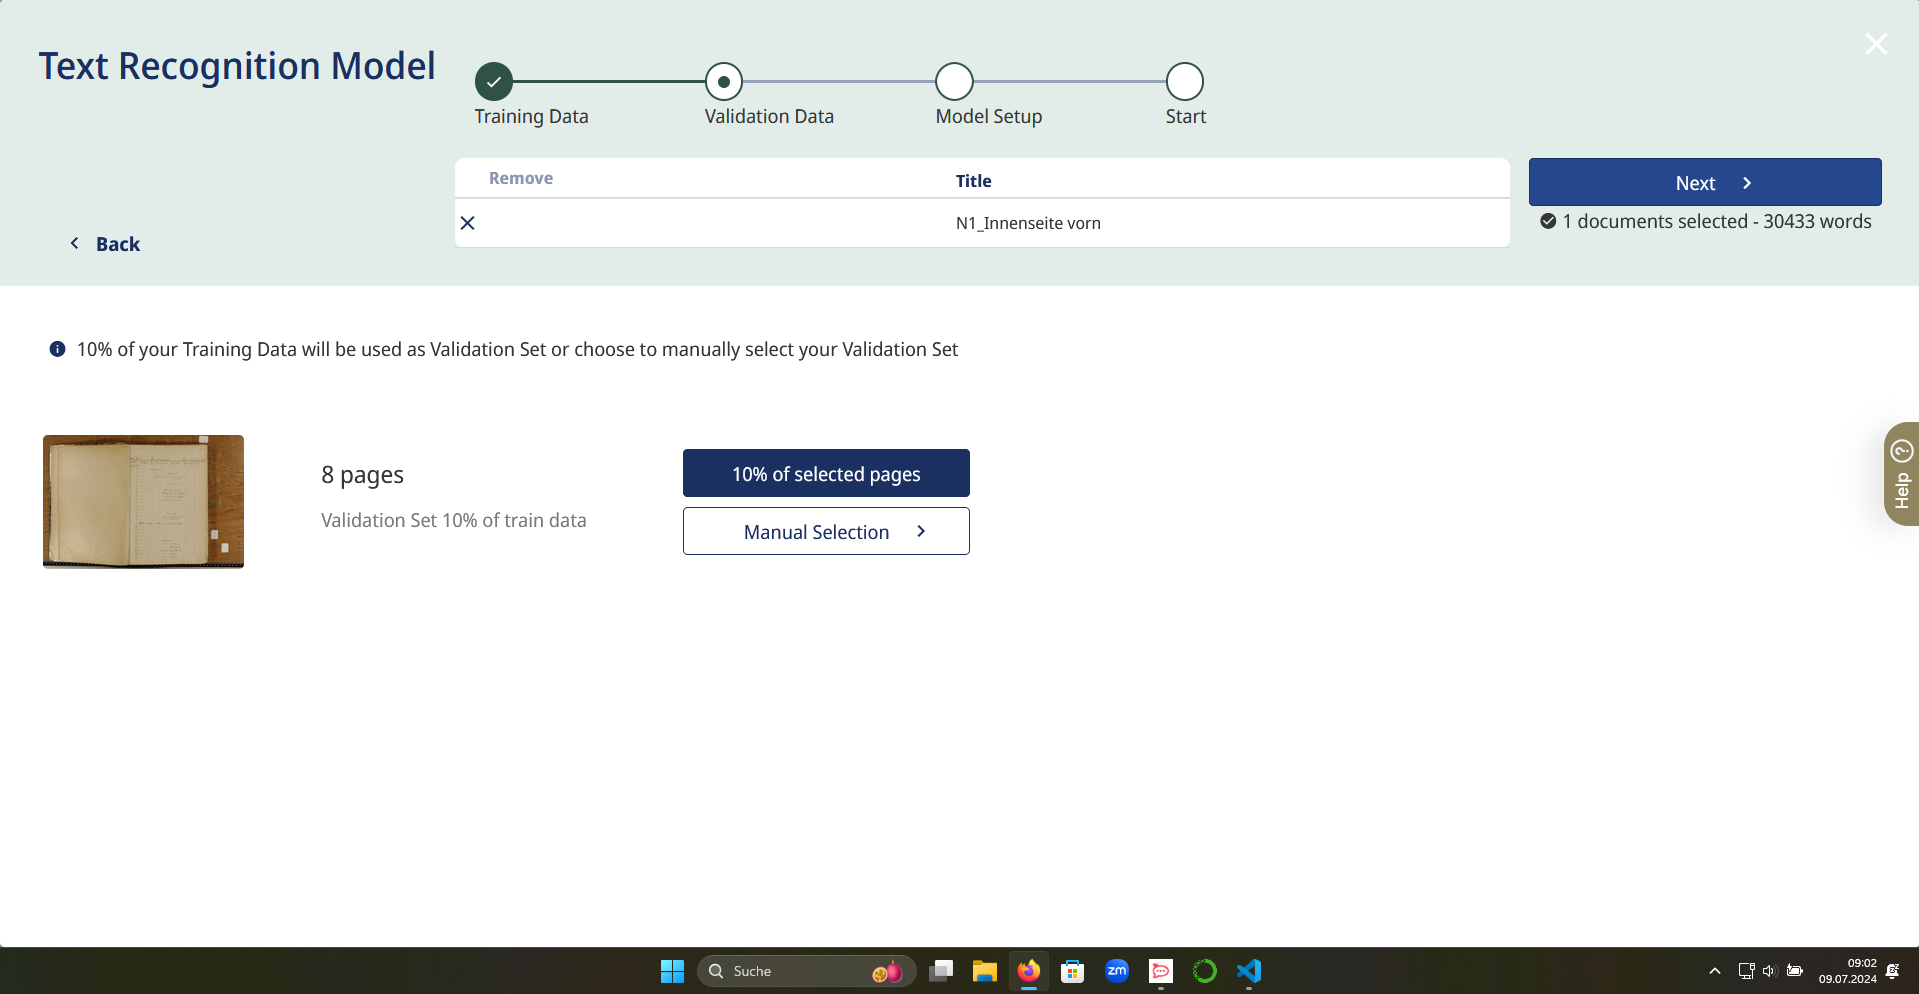 Text Recognition Model
Training Data
Validation Data
Model Setup
Start
Remove
Title
N1_Innenseite vorn
Next
1 documents selected - 30433 words
Back
10% of your Training Data will be used as Validation Set or choose to manually select your Validation Set
8 pages
Validation Set 10% of train data
10% of selected pages
Manual Selection
Help
Suche
zm
09:02
09.07.2024